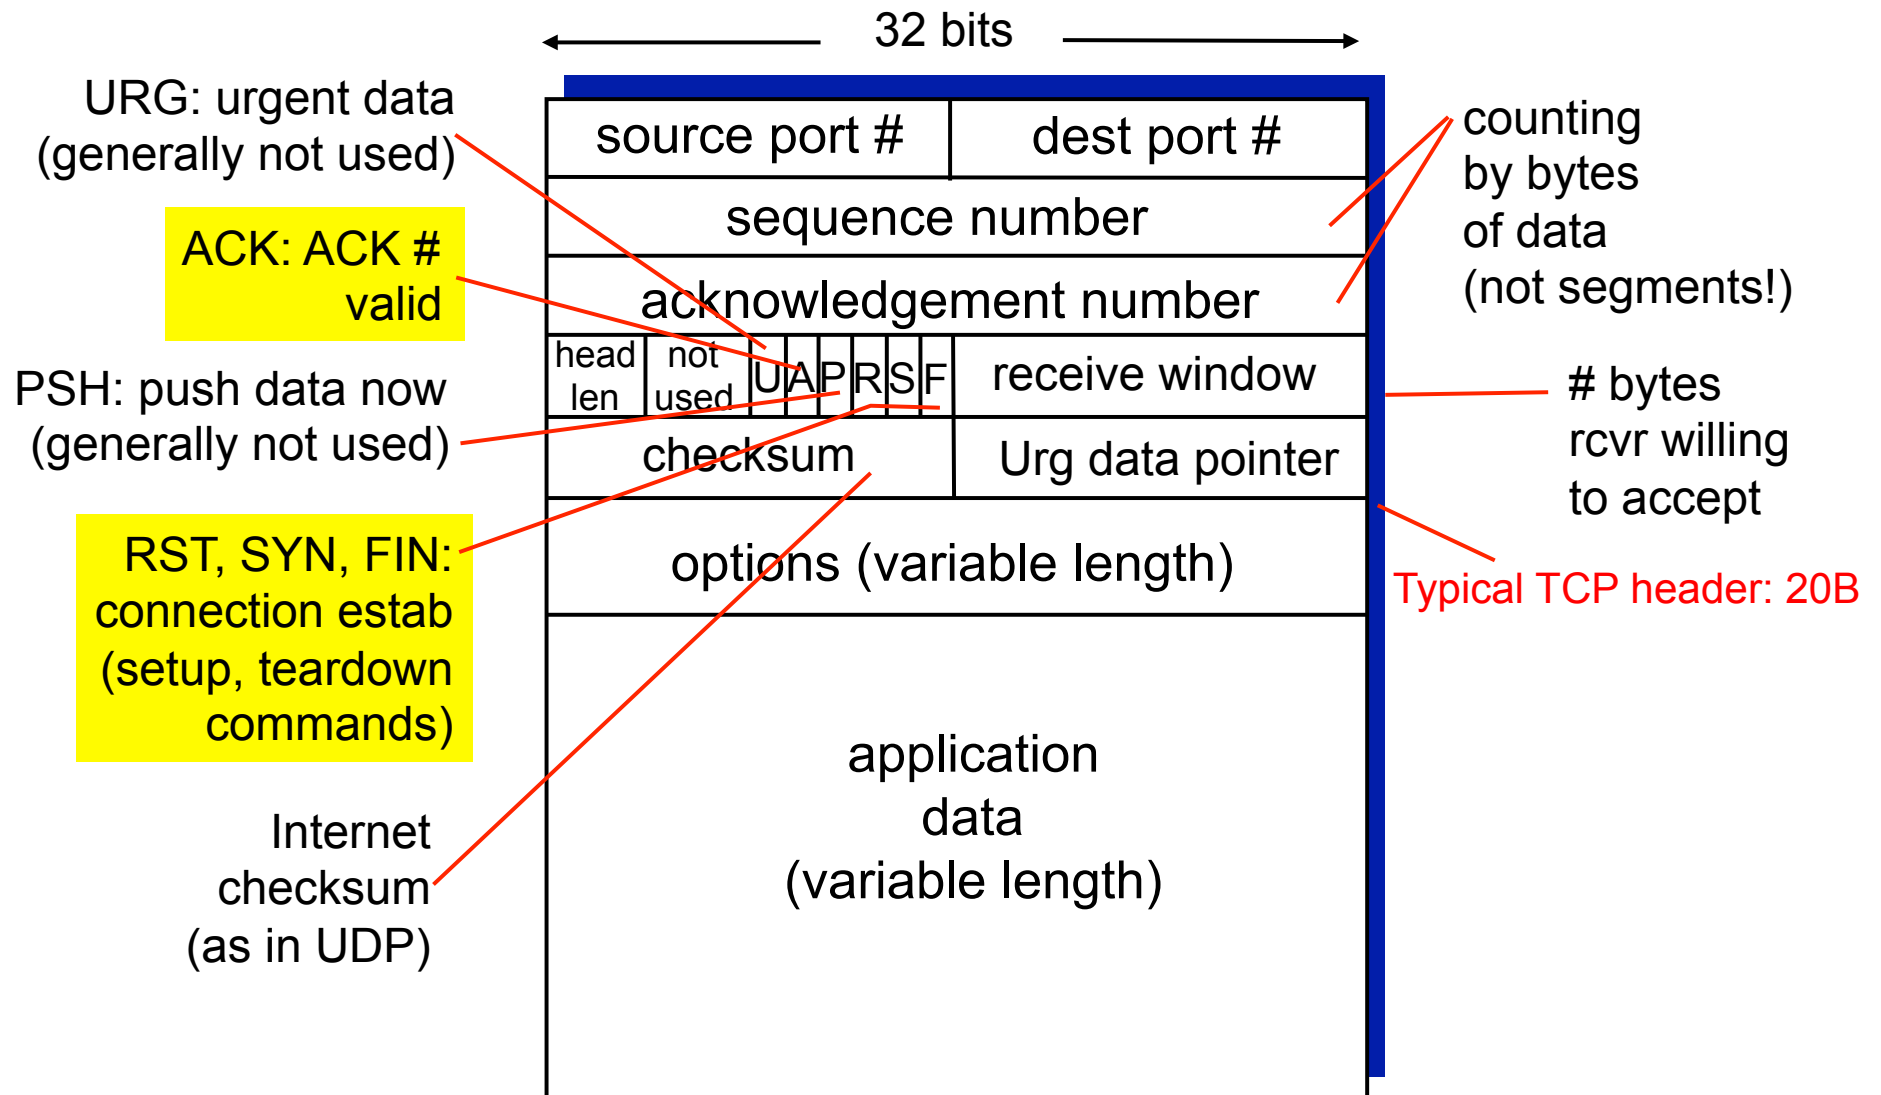 32 bits
URG: urgent data
(generally not used)
ACK: ACK #
valid
PSH: push data now
(generally not used)
RST, SYN, FIN:
connection estab
(setup, teardown
commands)
Internet
checksum
(as in UDP)
source port #
dest port #
sequence number
acknowledgement number
head
len
not
used
U
A
P
R
S
F
receive window
checksum
Urg data pointer
options (variable length)
application
data
(variable length)
counting
by bytes
of data
(not segments!)
# bytes
rcvr willing
to accept
Typical TCP header: 20B